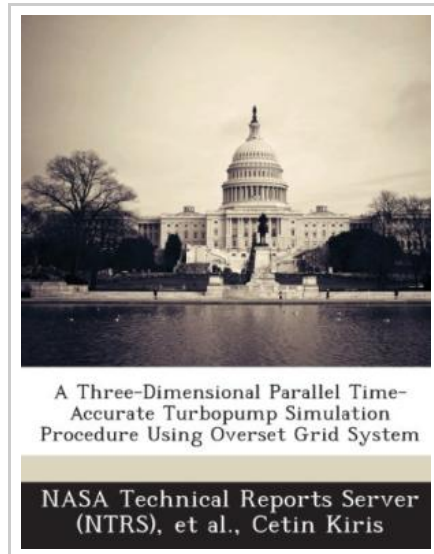 A Three-Dimensional Parallel Time-
Accurate Turbopump Simulation
Procedure Using Overset Grid System
NASA Technical Reports Server
(NTRS), et al., Cetin Kiris